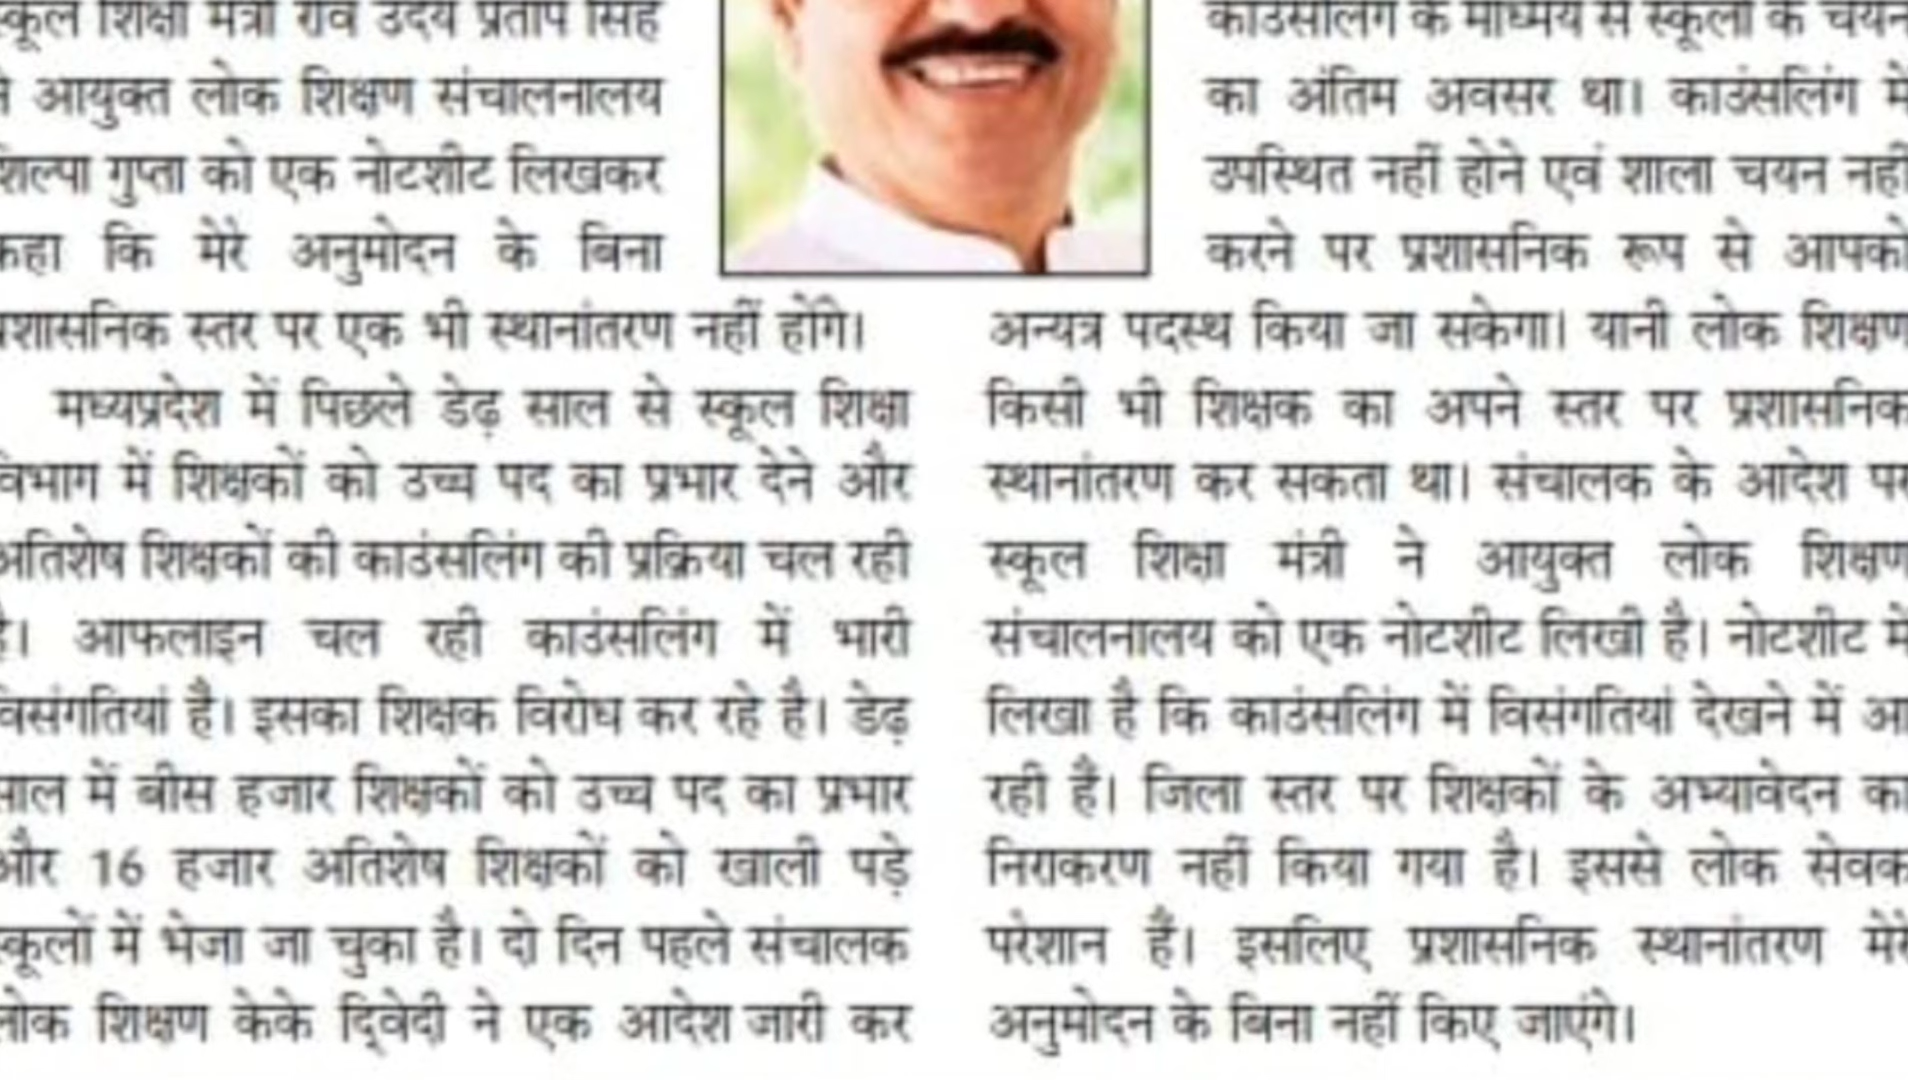 स्कूल शिक्षा मंत्री राव उदय प्रताप सिंह
ने आयुक्त लोक शिक्षण संचालनालय
शिल्पा गुप्ता को एक नोटशीट लिखकर
कहा कि मेरे अनुमोदन के बिना
प्रशासनिक स्तर पर एक भी स्थानांतरण नहीं होंगे।
मध्यप्रदेश में पिछले डेढ़ साल से स्कूल शिक्षा
विभाग में शिक्षकों को उच्च पद का प्रभार देने और
अतिशेष शिक्षकों की काउंसलिंग की प्रक्रिया चल रही
है। आफलाइन चल रही काउंसलिंग में भारी
विसंगतियां है। इसका शिक्षक विरोध कर रहे है। डेढ़
साल में बीस हजार शिक्षकों को उच्च पद का प्रभार
और 16 हजार अतिशेष शिक्षकों को खाली पड़े
स्कूलों में भेजा जा चुका है। दो दिन पहले संचालक
लोक शिक्षण केके द्विवेदी ने एक आदेश जारी कर
काउंसलिंग के माध्यम से स्कूलों के चयन
का अंतिम अवसर था। काउंसलिंग में
उपस्थित नहीं होने एवं शाला चयन नहीं
करने पर प्रशासनिक रूप से आपको
अन्यत्र पदस्थ किया जा सकेगा। यानी लोक शिक्षण
किसी भी शिक्षक का अपने स्तर पर प्रशासनिक
स्थानांतरण कर सकता था। संचालक के आदेश पर
स्कूल शिक्षा मंत्री ने आयुक्त लोक शिक्षण
संचालनालय को एक नोटशीट लिखी है। नोटशीट में
लिखा है कि काउंसलिंग में विसंगतियां देखने में आ
रही हैं। जिला स्तर पर शिक्षकों के अभ्यावेदन का
निराकरण नहीं किया गया है। इससे लोक सेवक
परेशान हैं। इसलिए प्रशासनिक स्थानांतरण मेरे
अनुमोदन के बिना नहीं किए जाएंगे।